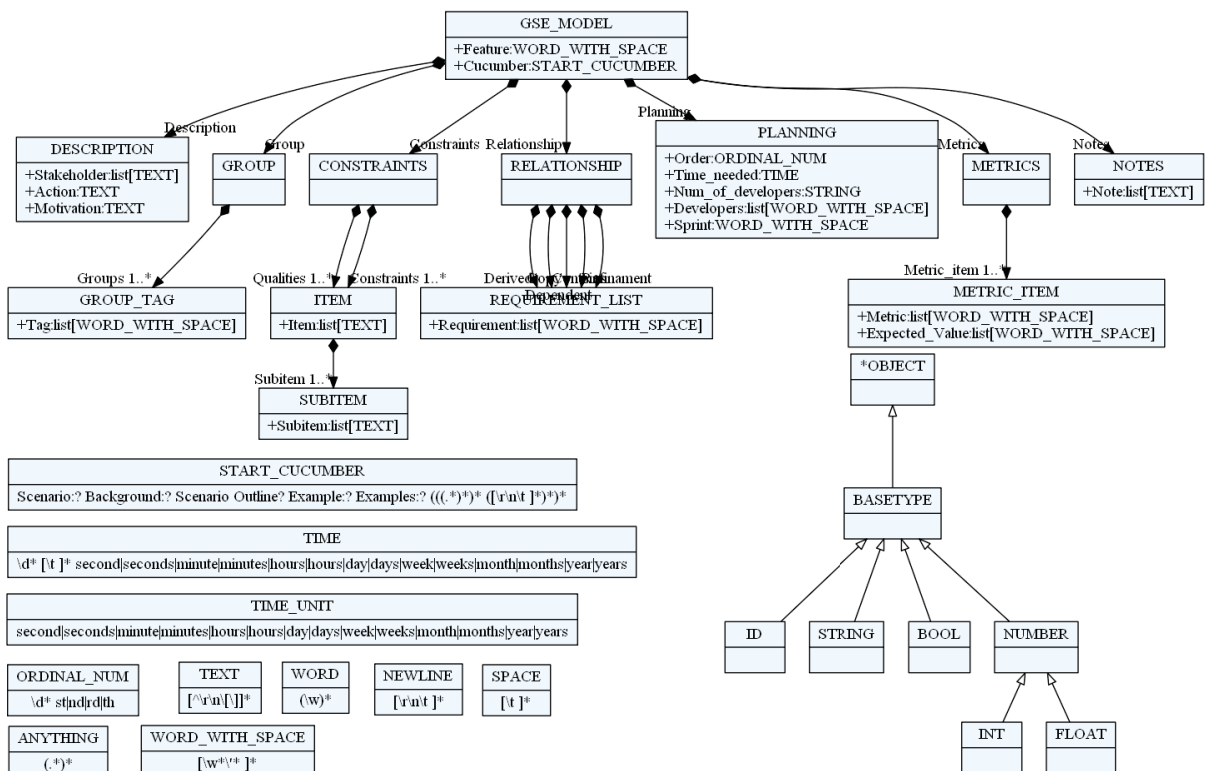 GSE_MODEL
+Feature:WORD_WITH_SPACE
+Cucumber:START_CUCUMBER
Description
Group
Constraints
Relationship
Planning
Metrics
Notes
DESCRIPTION
+Stakeholder:list[TEXT]
+Action:TEXT
+Motivation:TEXT
GROUP
CONSTRAINTS
RELATIONSHIP
PLANNING
+Order:ORDINAL_NUM
+Time_needed:TIME
+Num_of_developers:STRING
+Developers:list[WORD_WITH_SPACE]
+Sprint:WORD_WITH_SPACE
METRICS
NOTES
+Note:list[TEXT]
Groups 1..*
Qualities 1..*
Constraints 1..*
Dependent
Metric_item 1..*
GROUP_TAG
+Tag:list[WORD_WITH_SPACE]
ITEM
+Item:list[TEXT]
REQUIREMENT_LIST
+Requirement:list[WORD_WITH_SPACE]
METRIC_ITEM
+Metric:list[WORD_WITH_SPACE]
+Expected_Value:list[WORD_WITH_SPACE]
Subitem 1..*
SUBITEM
+Subitem:list[TEXT]
*OBJECT
START_CUCUMBER
Scenario:? Background:? Scenario Outline? Example:? Examples:? (((.*)*)* ([\r\n\t ]*)*)*
BASETYPE
TIME
\d* [\t ]* second|seconds|minute|minutes|hours|hours|day|days|week|weeks|month|months|year|years
TIME_UNIT
second|seconds|minute|minutes|hours|hours|day|days|week|weeks|month|months|year|years
ID
STRING
BOOL
NUMBER
ORDINAL_NUM
\d* st|nd|rd|th
TEXT
[^\r\n\[\]]*
WORD
(\w)*
NEWLINE
[\r\n\t ]*
SPACE
[\t ]*
ANYTHING
(.*)*
WORD_WITH_SPACE
[\w*\'* ]*
INT
FLOAT